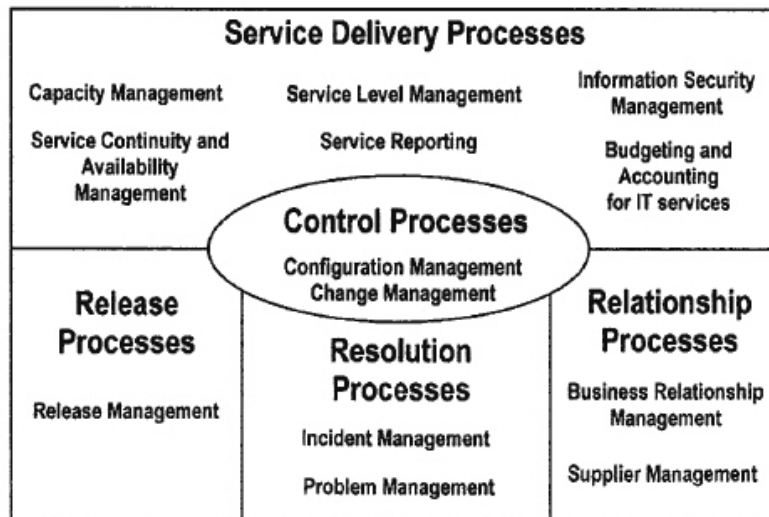 Service Delivery Processes
Capacity Management
Service Level Management
Information Security
Management
Service Continuity and
Availability
Management
Service Reporting
Budgeting and
Accounting
for IT services
Control Processes
Configuration Management
Change Management
Release
Processes
Release Management
Resolution
Processes
Incident Management
Problem Management
Relationship
Processes
Business Relationship
Management
Supplier Management